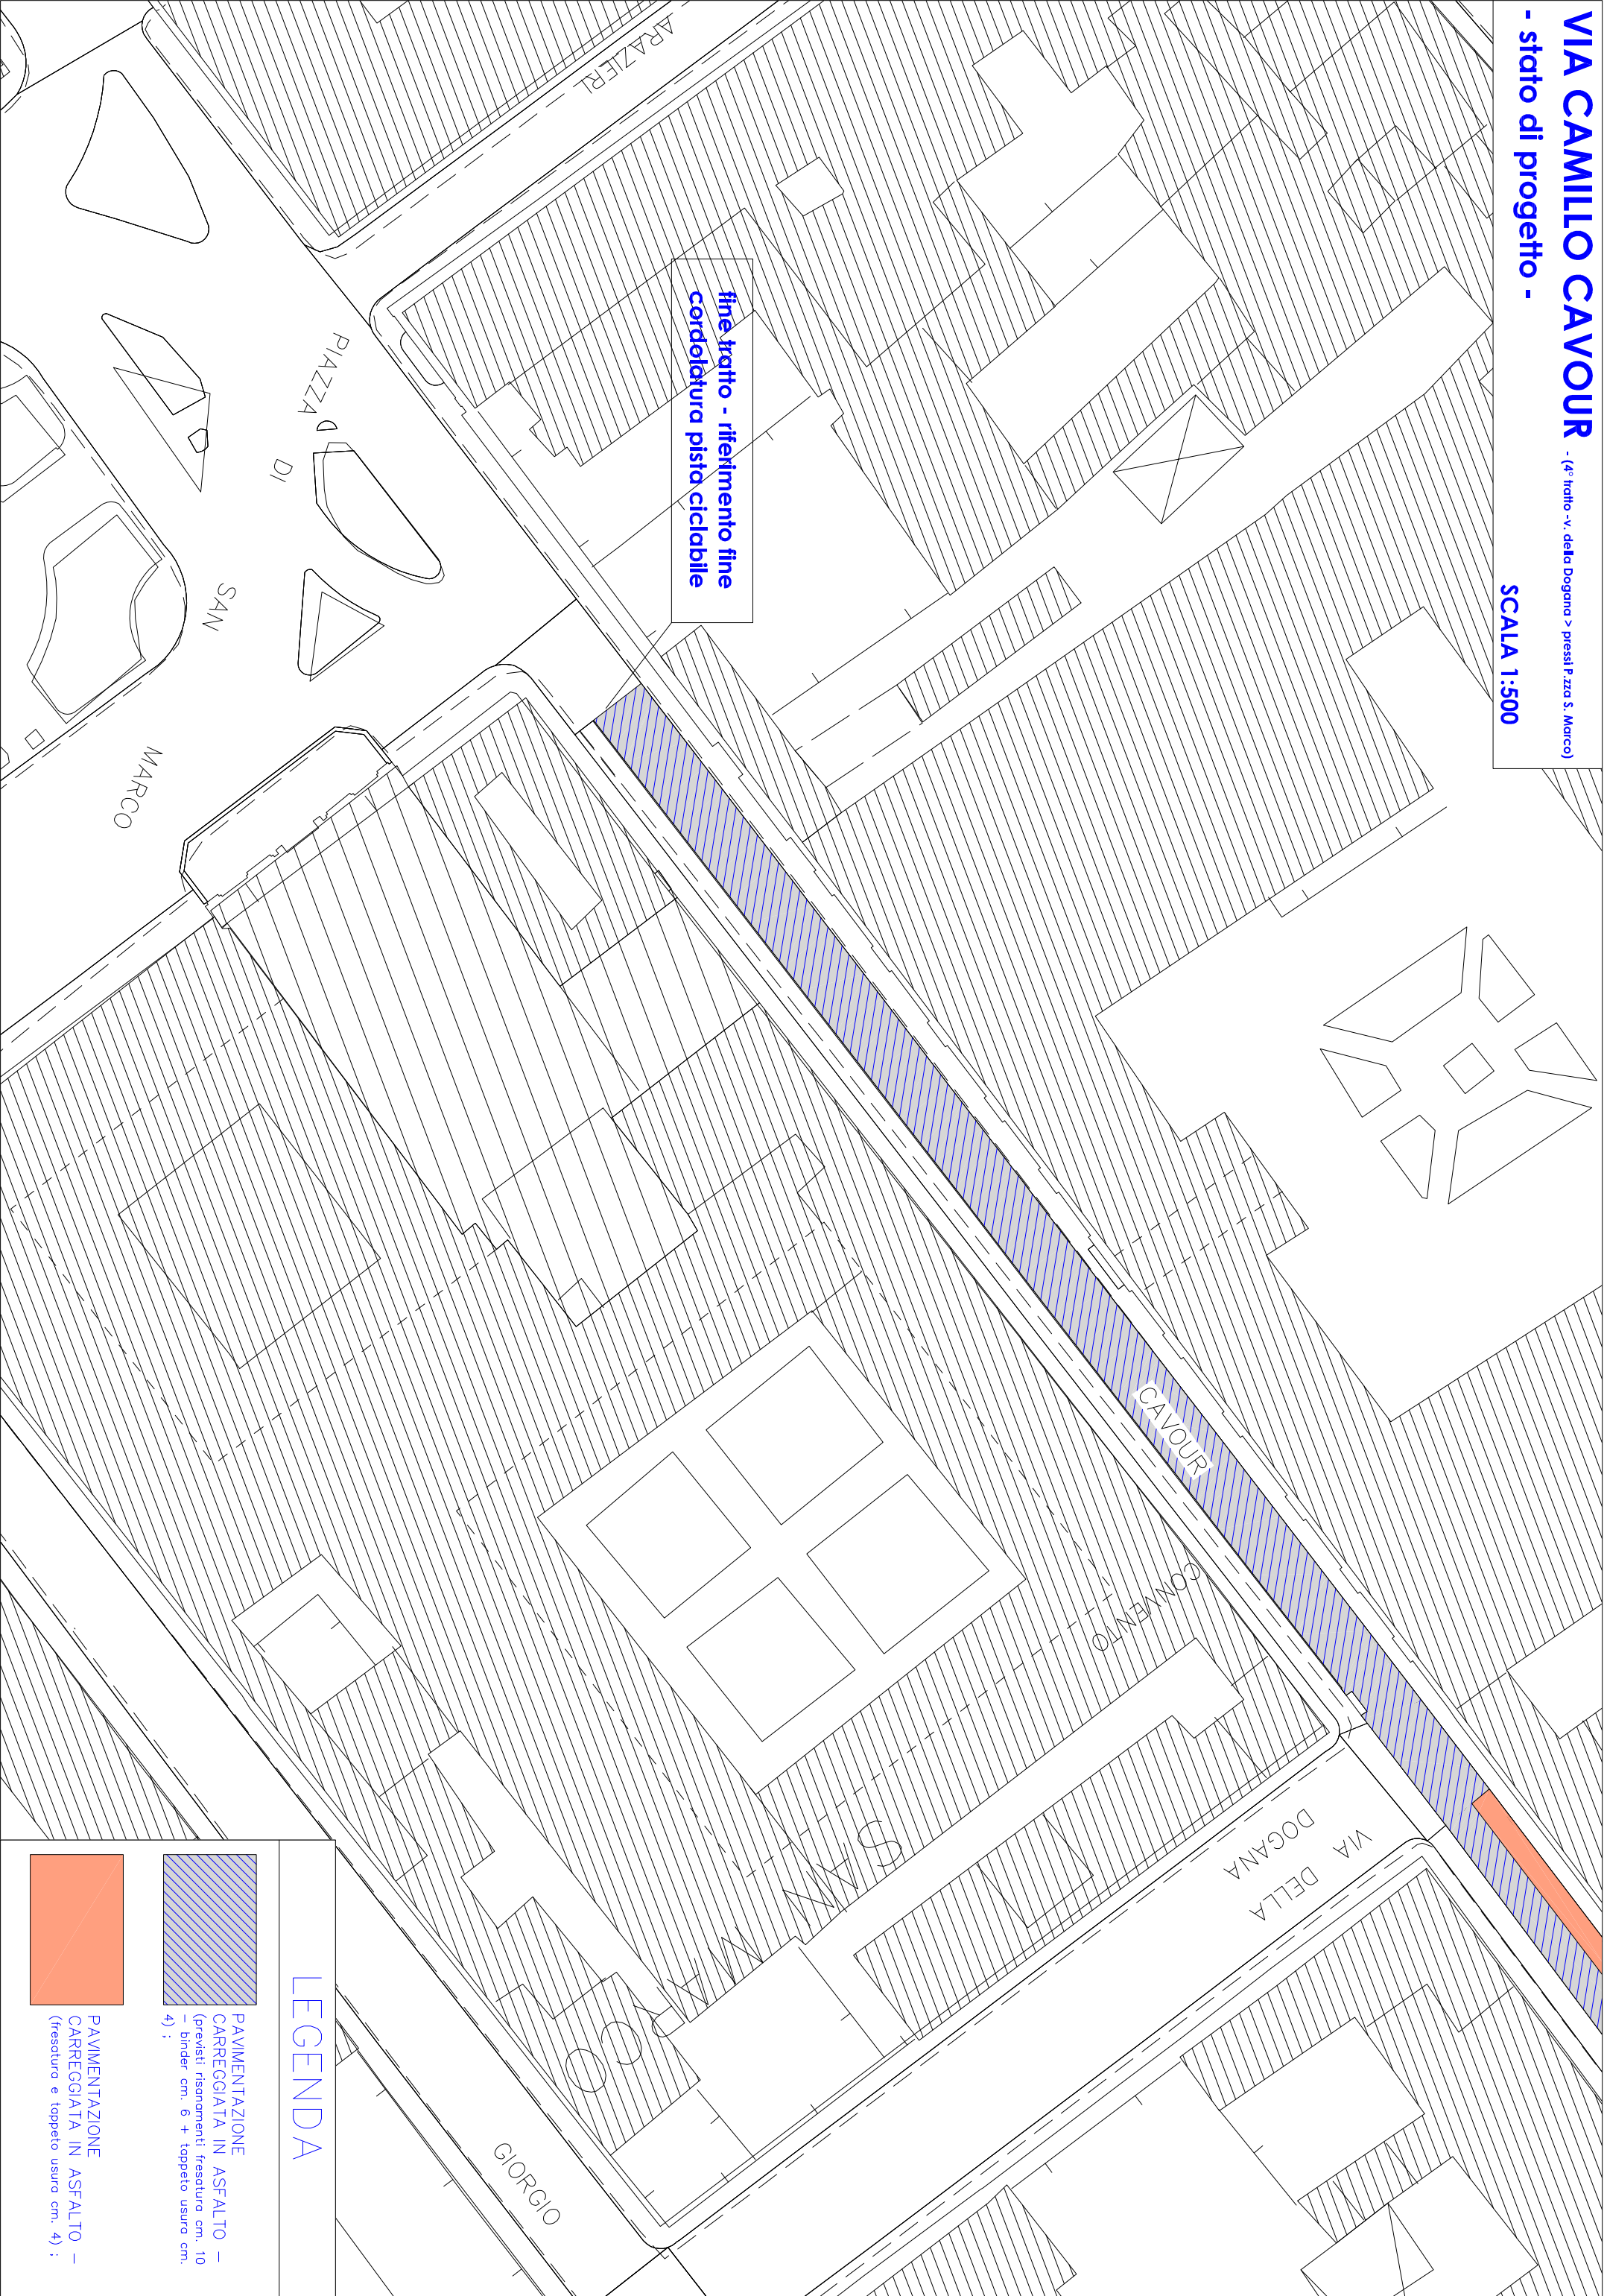 VIA CAMILLO CAVOUR - (4° tratto -v. della Dogana > pressi P.zza S. Marco)
- stato di progetto -
SCALA 1:500
ARAZIERI
fine tratto - riferimento fine
cordolatura pista ciclabile
PIAZZA DI SAN MARCO
CAVOUR
CONVENTO
SAN MARCO
VIA DELLA
DOGANA
GIORGIO
LEGENDA
PAVIMENTAZIONE
CARREGGIATA IN ASFALTO –
(previsti risanamenti fresatura cm. 10
– binder cm. 6 + tappeto usura cm.
4) ;
PAVIMENTAZIONE
CARREGGIATA IN ASFALTO –
(fresatura e tappeto usura cm. 4) ;